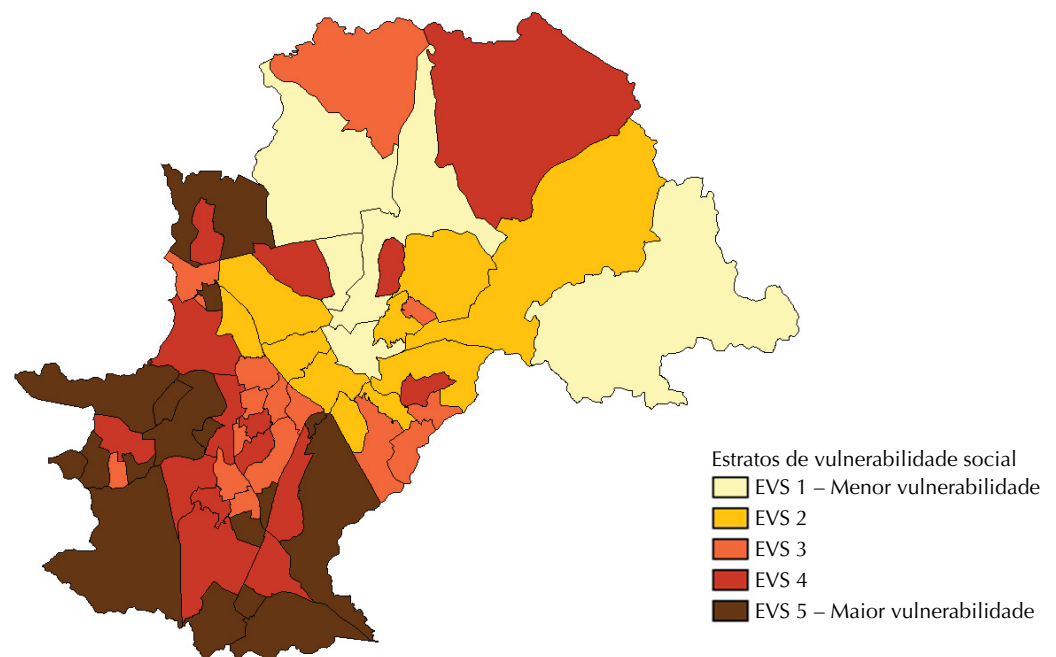 Estratos de vulnerabilidade social
EVS 1 – Menor vulnerabilidade
EVS 2
EVS 3
EVS 4
EVS 5 – Maior vulnerabilidade